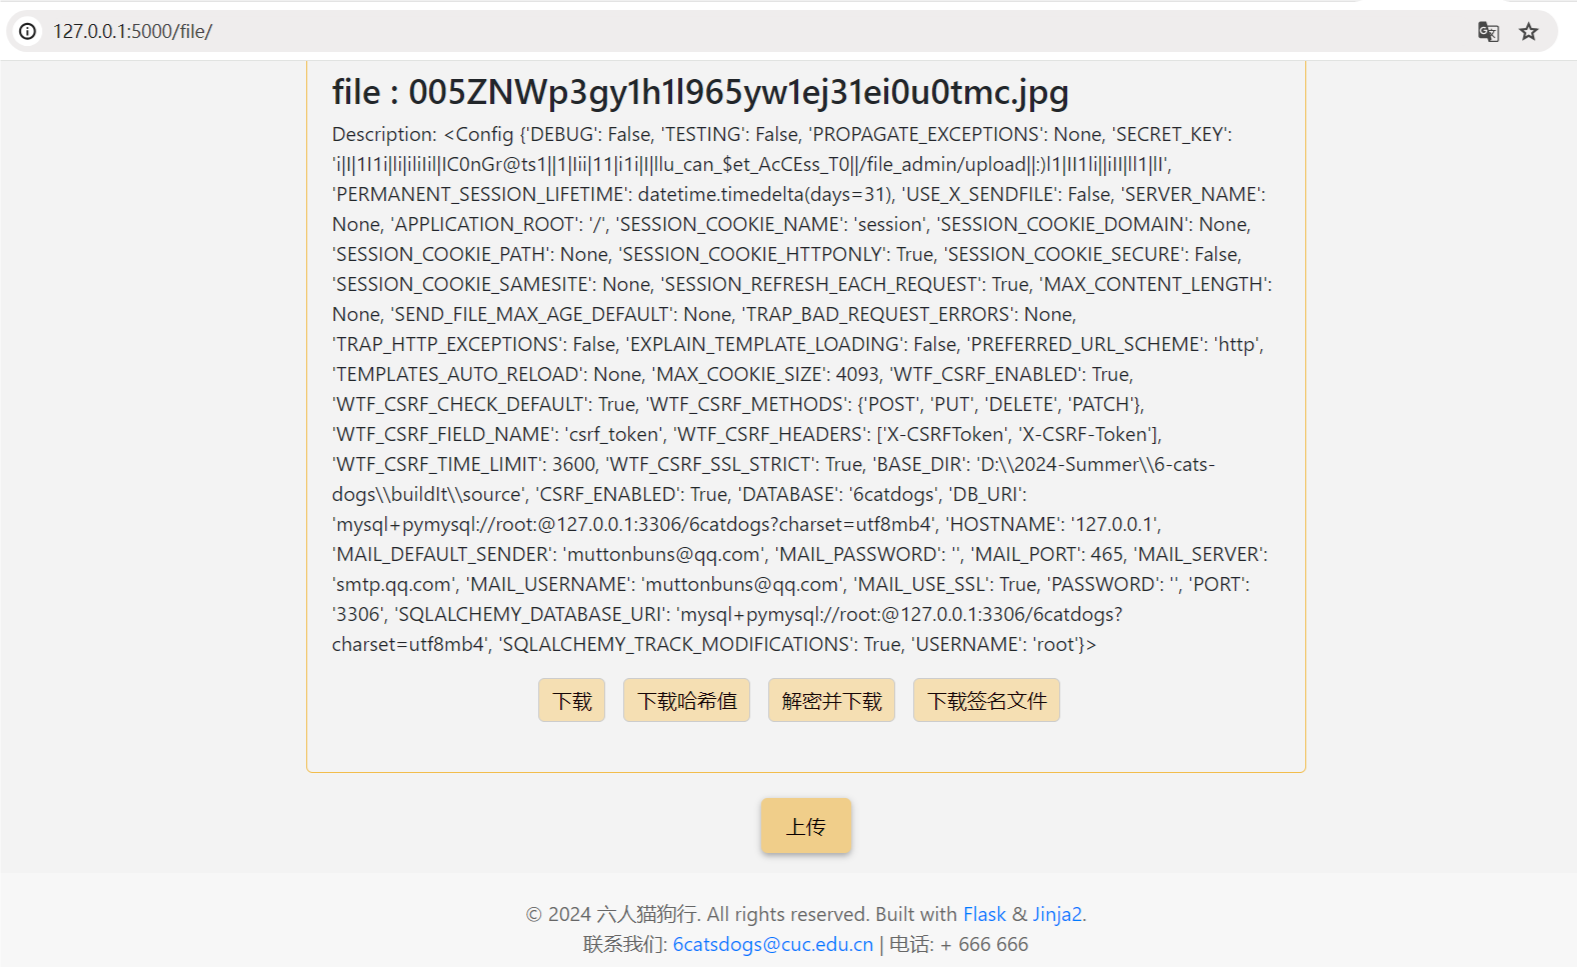 127.0.0.1:5000/file/
file : 005ZNWp3gy1h1l965yw1ej31ei0u0tmc.jpg
Description: <Config {'DEBUG': False, 'TESTING': False, 'PROPAGATE_EXCEPTIONS': None, 'SECRET_KEY':
'i|l|1I1i|li|iliIi||IC0nGr@ts1||1|Iii|11|i1i|I|llu_can_$et_AcCEss_T0||/file_admin/upload||:)l1|II1li||iII|ll1|lI',
'PERMANENT_SESSION_LIFETIME': datetime.timedelta(days=31), 'USE_X_SENDFILE': False, 'SERVER_NAME':
None, 'APPLICATION_ROOT': '/', 'SESSION_COOKIE_NAME': 'session', 'SESSION_COOKIE_DOMAIN': None,
'SESSION_COOKIE_PATH': None, 'SESSION_COOKIE_HTTPONLY': True, 'SESSION_COOKIE_SECURE': False,
'SESSION_COOKIE_SAMESITE': None, 'SESSION_REFRESH_EACH_REQUEST': True, 'MAX_CONTENT_LENGTH':
None, 'SEND_FILE_MAX_AGE_DEFAULT': None, 'TRAP_BAD_REQUEST_ERRORS': None,
'TRAP_HTTP_EXCEPTIONS': False, 'EXPLAIN_TEMPLATE_LOADING': False, 'PREFERRED_URL_SCHEME': 'http',
'TEMPLATES_AUTO_RELOAD': None, 'MAX_COOKIE_SIZE': 4093, 'WTF_CSRF_ENABLED': True,
'WTF_CSRF_CHECK_DEFAULT': True, 'WTF_CSRF_METHODS': {'POST', 'PUT', 'DELETE', 'PATCH'},
'WTF_CSRF_FIELD_NAME': 'csrf_token', 'WTF_CSRF_HEADERS': ['X-CSRFToken', 'X-CSRF-Token'],
'WTF_CSRF_TIME_LIMIT': 3600, 'WTF_CSRF_SSL_STRICT': True, 'BASE_DIR': 'D:\\2024-Summer\\6-cats-
dogs\\buildIt\\source', 'CSRF_ENABLED': True, 'DATABASE': '6catdogs', 'DB_URI':
'mysql+pymysql://root:@127.0.0.1:3306/6catdogs?charset=utf8mb4', 'HOSTNAME': '127.0.0.1',
'MAIL_DEFAULT_SENDER': 'muttonbuns@qq.com', 'MAIL_PASSWORD': '', 'MAIL_PORT': 465, 'MAIL_SERVER':
'smtp.qq.com', 'MAIL_USERNAME': 'muttonbuns@qq.com', 'MAIL_USE_SSL': True, 'PASSWORD': '', 'PORT':
'3306', 'SQLALCHEMY_DATABASE_URI': 'mysql+pymysql://root:@127.0.0.1:3306/6catdogs?
charset=utf8mb4', 'SQLALCHEMY_TRACK_MODIFICATIONS': True, 'USERNAME': 'root'}>
下载 下载哈希值 解密并下载 下载签名文件
上传
© 2024 六人猫狗行. All rights reserved. Built with Flask & Jinja2.
联系我们: 6catsdogs@cuc.edu.cn | 电话: + 666 666